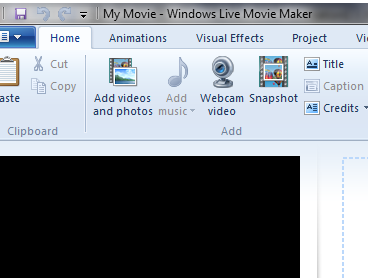 My Movie - Windows Live Movie Maker
Home Animations Visual Effects Project
Cut
Copy
Add videos
and photos
Add
music
Webcam
video
Snapshot
Title
Caption
Credits
Clipboard
Add